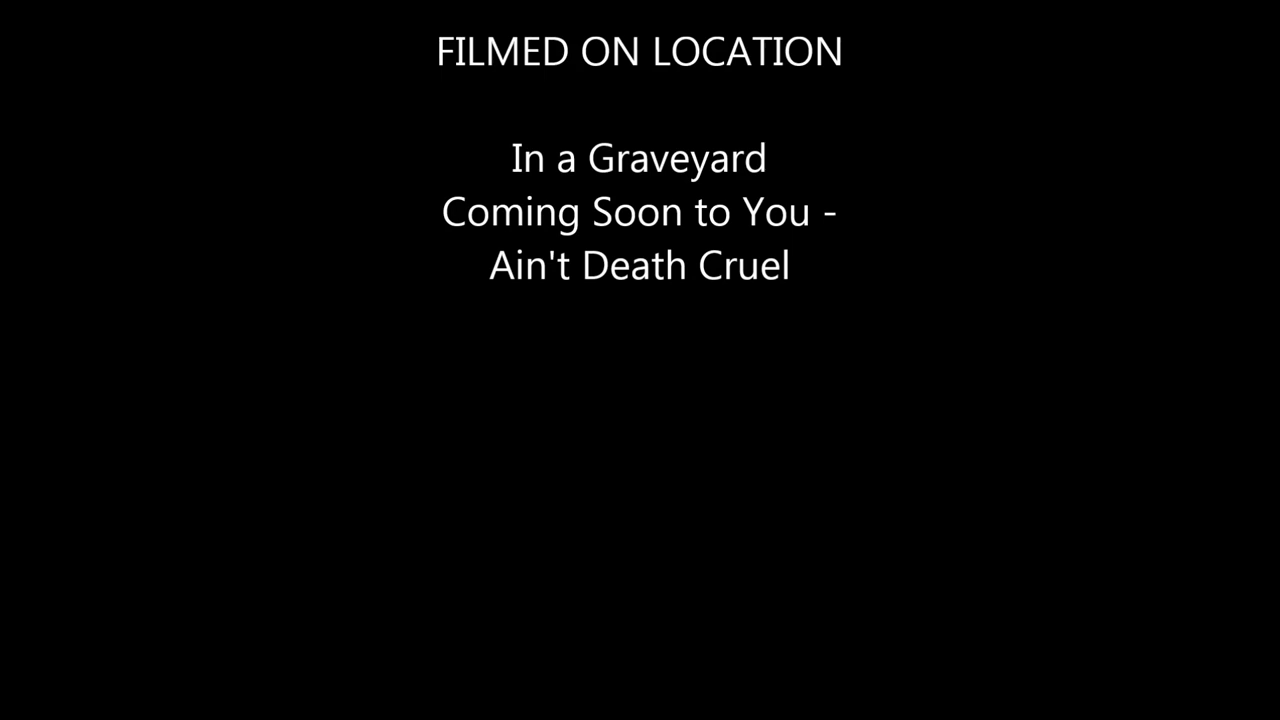 FILMED ON LOCATION
In a Graveyard
Coming Soon to You -
Ain't Death Cruel